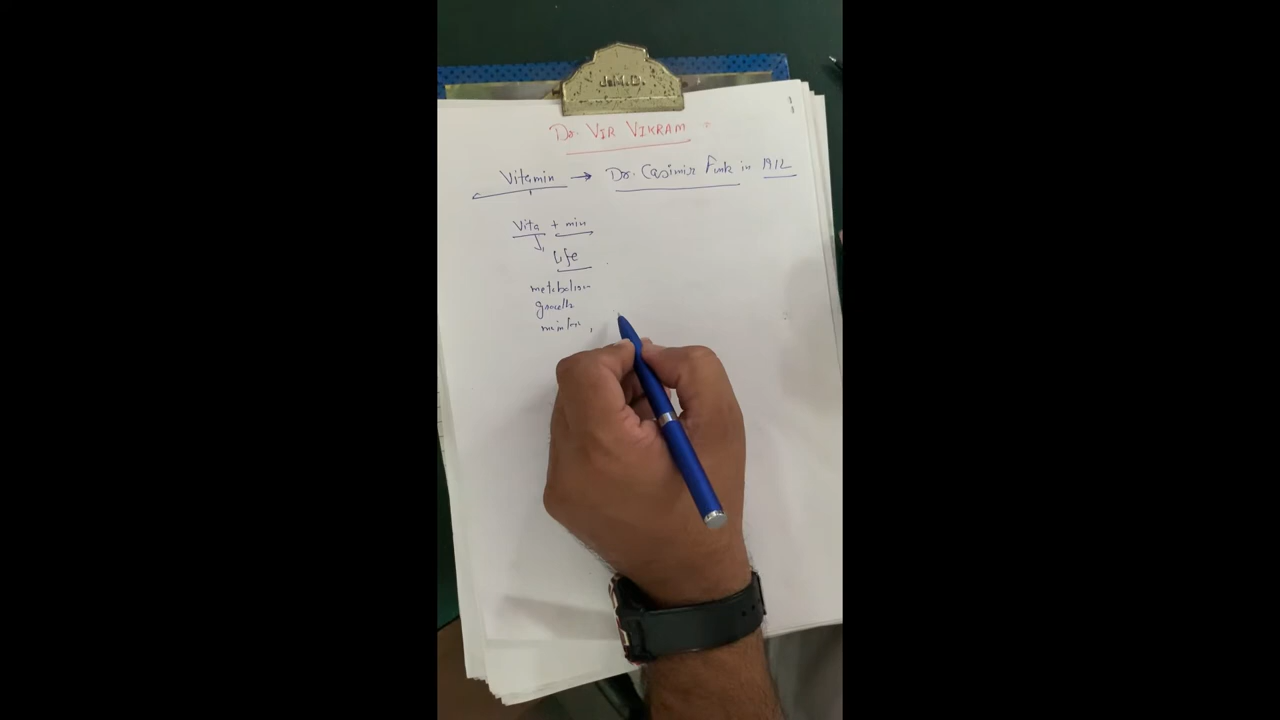 J.M.D.
Dr. VIR VIKRAM
Vitamin → Dr. Casimir Funk in 1912
Vita + min
life
metabolism
growth